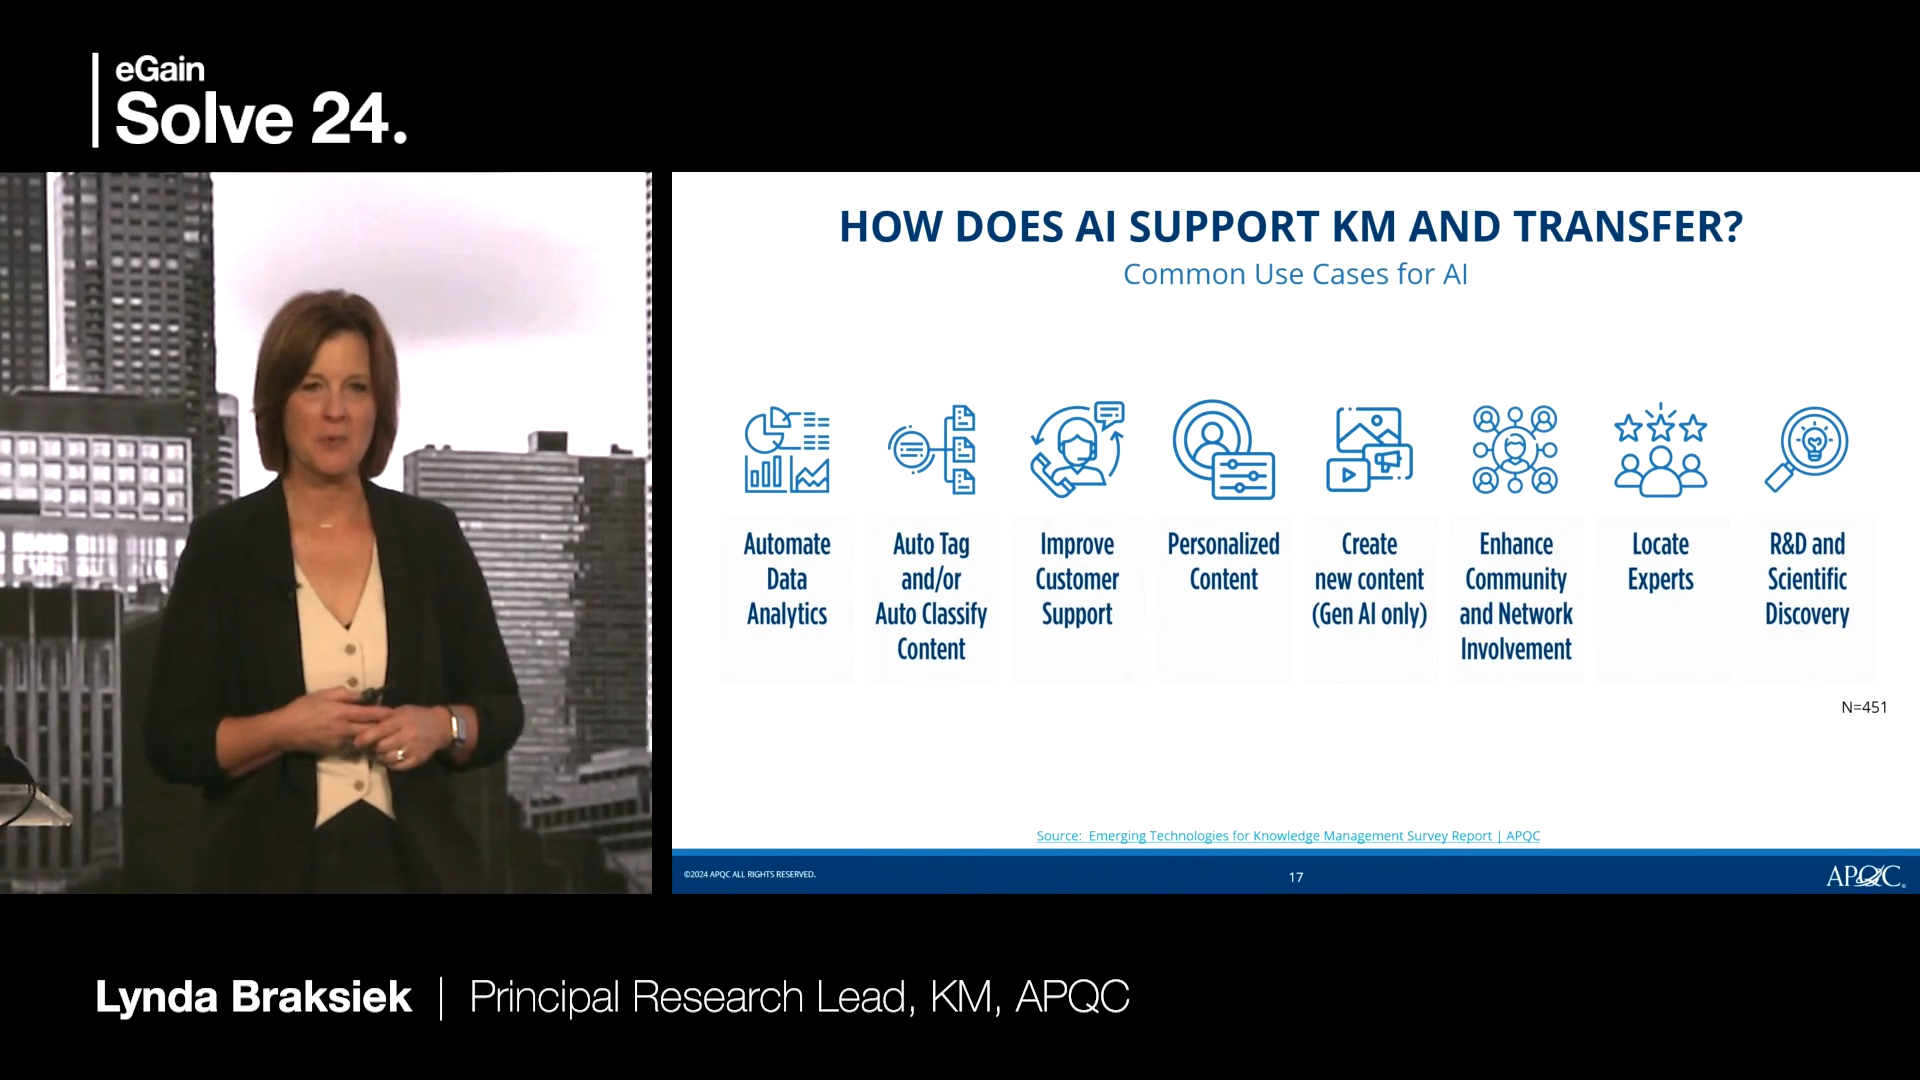 eGain
Solve 24.
HOW DOES AI SUPPORT KM AND TRANSFER?
Common Use Cases for AI
Automate
Data
Analytics
Auto Tag
and/or
Auto Classify
Content
Improve
Customer
Support
Personalized
Content
Create
new content
(Gen AI only)
Enhance
Community
and Network
Involvement
Locate
Experts
R&D and
Scientific
Discovery
N=451
Source: Emerging Technologies for Knowledge Management Survey Report | APQC
©2024 APQC ALL RIGHTS RESERVED.
17
APQC
Lynda Braksiek | Principal Research Lead, KM, APQC